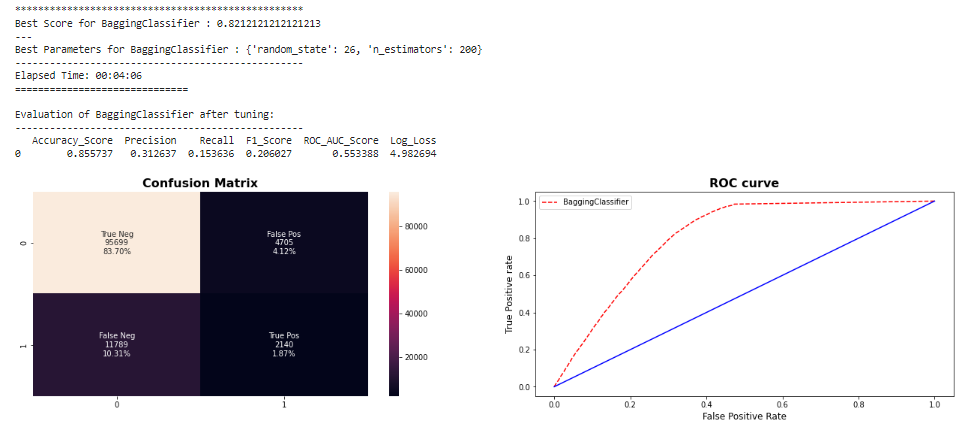 **************************************************
Best Score for BaggingClassifier : 0.8212121212121213
---
Best Parameters for BaggingClassifier : {'random_state': 26, 'n_estimators': 200}
--------------------------------------------------
Elapsed Time: 00:04:06
==============================
Evaluation of BaggingClassifier after tuning:
--------------------------------------------------
Accuracy_Score Precision Recall F1_Score ROC_AUC_Score Log_Loss
0 0.855737 0.312637 0.153636 0.206027 0.553388 4.982694
Confusion Matrix
True Neg
95699
83.70%
False Pos
4705
4.12%
False Neg
11789
10.31%
True Pos
2140
1.87%
0
1
0 1
80000
60000
40000
20000
ROC curve
BaggingClassifier
True Positive rate
1.0
0.8
0.6
0.4
0.2
0.0
0.0 0.2 0.4 0.6 0.8 1.0
False Positive Rate